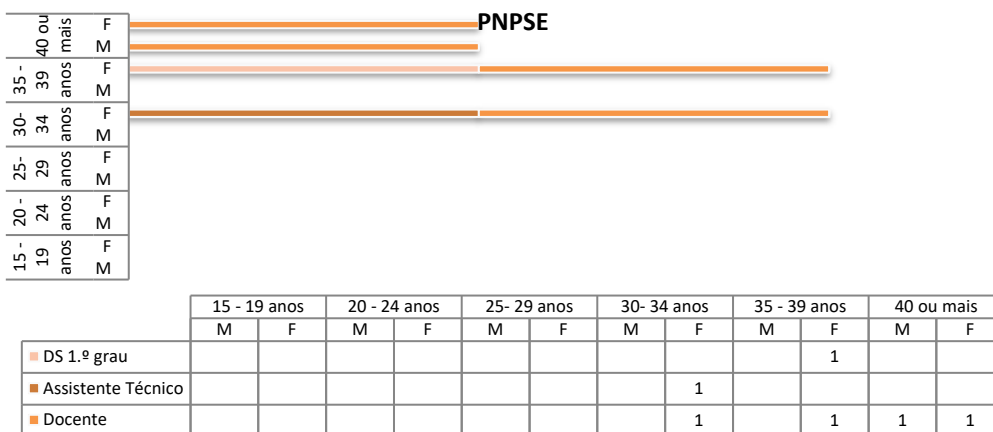 PNPSE
40 ou mais F
M
35 - 39 anos F
M
30- 34 anos F
M
25- 29 anos F
M
20 - 24 anos F
M
15 - 19 anos F
M
15 - 19 anos 20 - 24 anos 25- 29 anos 30- 34 anos 35 - 39 anos 40 ou mais
M F M F M F M F M F M F
DS 1.º grau 1
Assistente Técnico 1
Docente 1 1 1 1